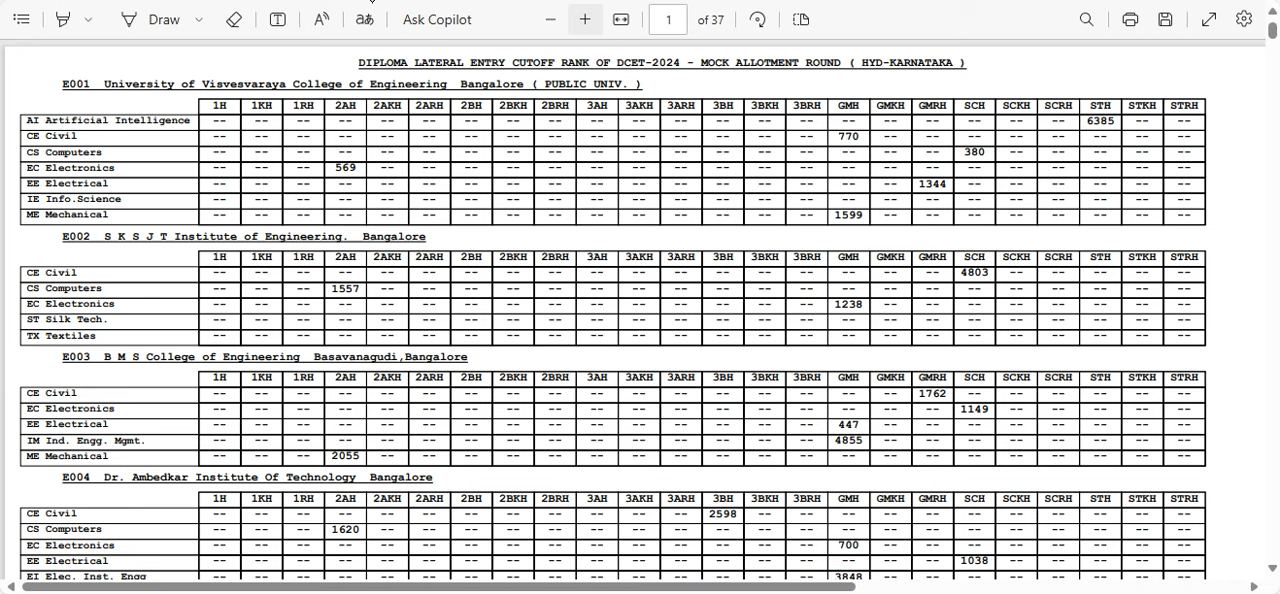 Draw Ask Copilot 1 of 37
DIPLOMA LATERAL ENTRY CUTOFF RANK OF DCET-2024 - MOCK ALLOTMENT ROUND ( HYD-KARNATAKA )
E001 University of Visvesvaraya College of Engineering Bangalore ( PUBLIC UNIV. )
1H 1KH 1RH 2AH 2AKH 2ARH 2BH 2BKH 2BRH 3AH 3AKH 3ARH 3BH 3BKH 3BRH GMH GMKH GMRH SCH SCKH SCRH STH STKH STRH
AI Artificial Intelligence -- -- -- -- -- -- -- -- -- -- -- -- -- -- -- -- -- -- -- -- -- 6385 -- --
CE Civil -- -- -- -- -- -- -- -- -- -- -- -- -- -- -- 770 -- -- -- -- -- -- -- --
CS Computers -- -- -- -- -- -- -- -- -- -- -- -- -- -- -- -- -- -- 380 -- -- -- -- --
EC Electronics -- -- -- 569 -- -- -- -- -- -- -- -- -- -- -- -- -- -- -- -- -- -- -- --
EE Electrical -- -- -- -- -- -- -- -- -- -- -- -- -- -- -- -- -- 1344 -- -- -- -- -- --
IE Info.Science -- -- -- -- -- -- -- -- -- -- -- -- -- -- -- -- -- -- -- -- -- -- -- --
ME Mechanical -- -- -- -- -- -- -- -- -- -- -- -- -- -- -- 1599 -- -- -- -- -- -- -- --
E002 S K S J T Institute of Engineering. Bangalore
1H 1KH 1RH 2AH 2AKH 2ARH 2BH 2BKH 2BRH 3AH 3AKH 3ARH 3BH 3BKH 3BRH GMH GMKH GMRH SCH SCKH SCRH STH STKH STRH
CE Civil -- -- -- -- -- -- -- -- -- -- -- -- -- -- -- -- -- -- 4803 -- -- -- -- --
CS Computers -- -- -- 1557 -- -- -- -- -- -- -- -- -- -- -- -- -- -- -- -- -- -- -- --
EC Electronics -- -- -- -- -- -- -- -- -- -- -- -- -- -- -- 1238 -- -- -- -- -- -- -- --
ST Silk Tech. -- -- -- -- -- -- -- -- -- -- -- -- -- -- -- -- -- -- -- -- -- -- -- --
TX Textiles -- -- -- -- -- -- -- -- -- -- -- -- -- -- -- -- -- -- -- -- -- -- -- --
E003 B M S College of Engineering Basavanagudi,Bangalore
1H 1KH 1RH 2AH 2AKH 2ARH 2BH 2BKH 2BRH 3AH 3AKH 3ARH 3BH 3BKH 3BRH GMH GMKH GMRH SCH SCKH SCRH STH STKH STRH
CE Civil -- -- -- -- -- -- -- -- -- -- -- -- -- -- -- -- -- 1762 -- -- -- -- -- --
EC Electronics -- -- -- -- -- -- -- -- -- -- -- -- -- -- -- -- -- -- 1149 -- -- -- -- --
EE Electrical -- -- -- -- -- -- -- -- -- -- -- -- -- -- -- 447 -- -- -- -- -- -- -- --
IM Ind. Engg. Mgmt. -- -- -- -- -- -- -- -- -- -- -- -- -- -- -- 4855 -- -- -- -- -- -- -- --
ME Mechanical -- -- -- 2055 -- -- -- -- -- -- -- -- -- -- -- -- -- -- -- -- -- -- -- --
E004 Dr. Ambedkar Institute Of Technology Bangalore
1H 1KH 1RH 2AH 2AKH 2ARH 2BH 2BKH 2BRH 3AH 3AKH 3ARH 3BH 3BKH 3BRH GMH GMKH GMRH SCH SCKH SCRH STH STKH STRH
CE Civil -- -- -- -- -- -- -- -- -- -- -- -- 2598 -- -- -- -- -- -- -- -- -- -- --
CS Computers -- -- -- 1620 -- -- -- -- -- -- -- -- -- -- -- -- -- -- -- -- -- -- -- --
EC Electronics -- -- -- -- -- -- -- -- -- -- -- -- -- -- -- 700 -- -- -- -- -- -- -- --
EE Electrical -- -- -- -- -- -- -- -- -- -- -- -- -- -- -- -- -- -- 1038 -- -- -- -- --
EI Elec. Inst. Engg -- -- -- -- -- -- -- -- -- -- -- -- -- -- -- 3848 -- -- -- -- -- -- -- --